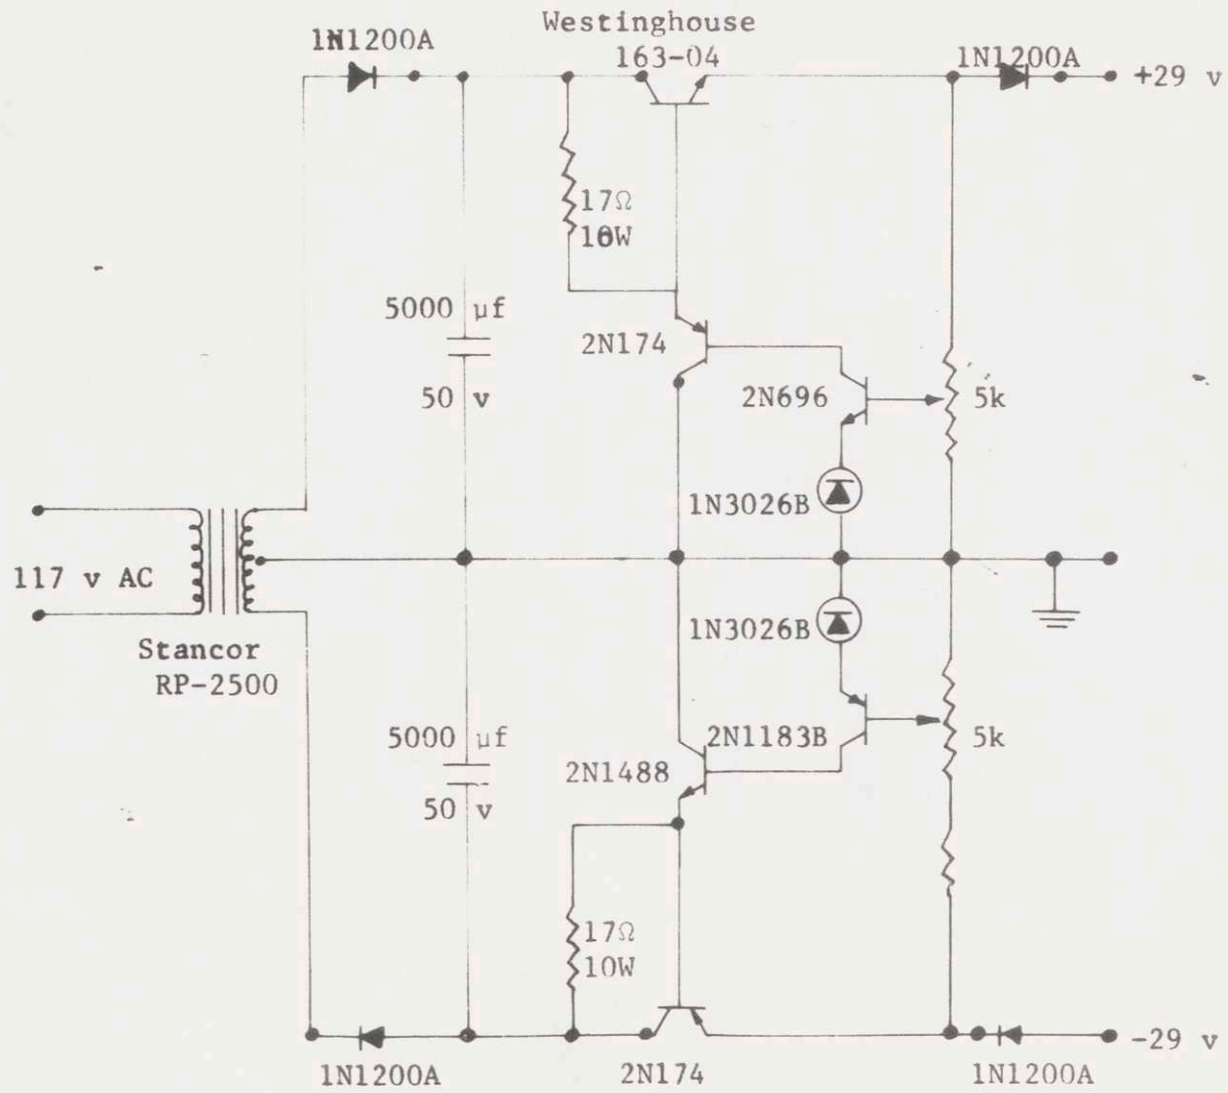 Westinghouse
163-04
1N1200A
1N1200A
+29 v
17Ω
10W
5000 µf
50 v
2N174
2N696
5k
1N3026B
117 v AC
Stancor
RP-2500
1N3026B
5000 µf
50 v
2N1183B
5k
2N1488
17Ω
10W
-29 v
1N1200A
2N174
1N1200A